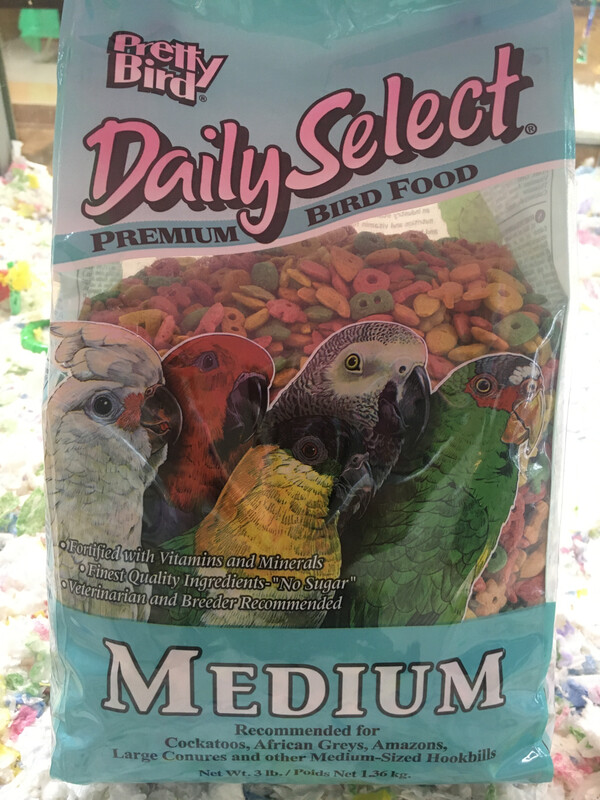 Pretty
Bird®
Daily Select®
PREMIUM BIRD FOOD
• Fortified with Vitamins and Minerals
• Finest Quality Ingredients - "No Sugar"
• Veterinarian and Breeder Recommended
MEDIUM
Recommended for
Cockatoos, African Greys, Amazons,
Large Conures and other Medium-Sized Hookbills
Net Wt. 3 lb. / Poids Net 1.36 kg.